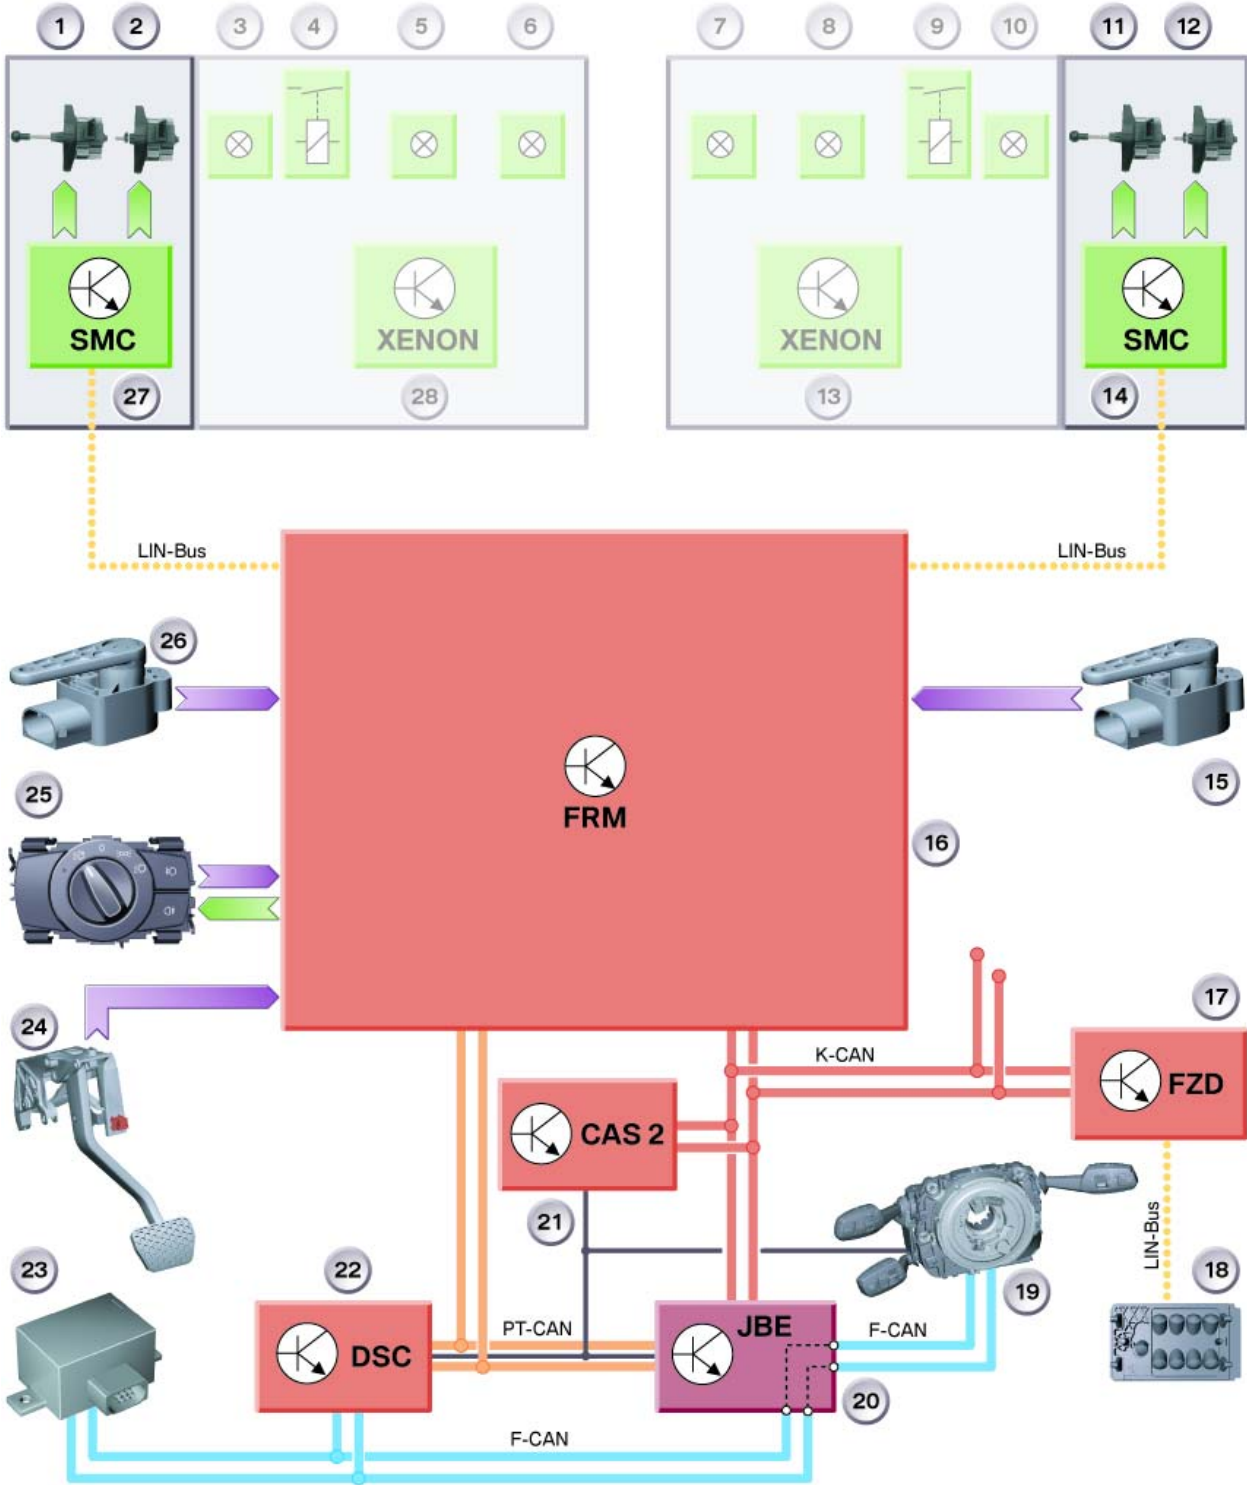 1 2 3 4 5 6 7 8 9 10 11 12
SMC XENON XENON SMC
27 28 13 14
LIN-Bus LIN-Bus
26
FRM
15
25
16
24
17
K-CAN
FZD
CAS 2
21
LIN-Bus
23 22 19 18
PT-CAN JBE F-CAN
DSC
20
F-CAN